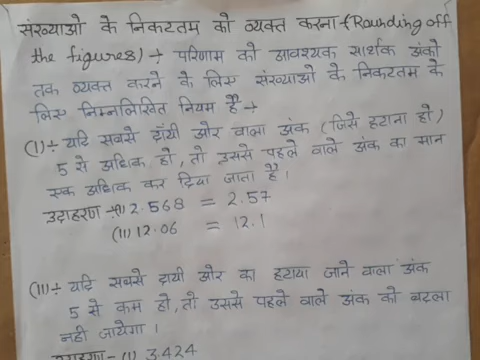 संख्याओ के निकटतम को व्यक्त करना -(Rounding off
the figures) → परिणाम को आवश्यक सार्थक अंको
तक व्यक्त करने के लिए संख्याओ के निकटतम के
लिए निम्नलिखित नियम हैं →
(I)÷ यदि सबसे दाँयी ओर वाला अंक (जिसे हटाना हो)
5 से अधिक हो, तो उससे पहले वाले अंक का मान
एक अधिक कर दिया जाता है।
उदाहरण → (I) 2.568 = 2.57
(II) 12.06 = 12.1
(II)÷ यदि सबसे दायी ओर का हटाया जाने वाला अंक
5 से कम हो, तो उससे पहले वाले अंक को बदला
नही जायेगा।
उदाहरण - (I) 3.424